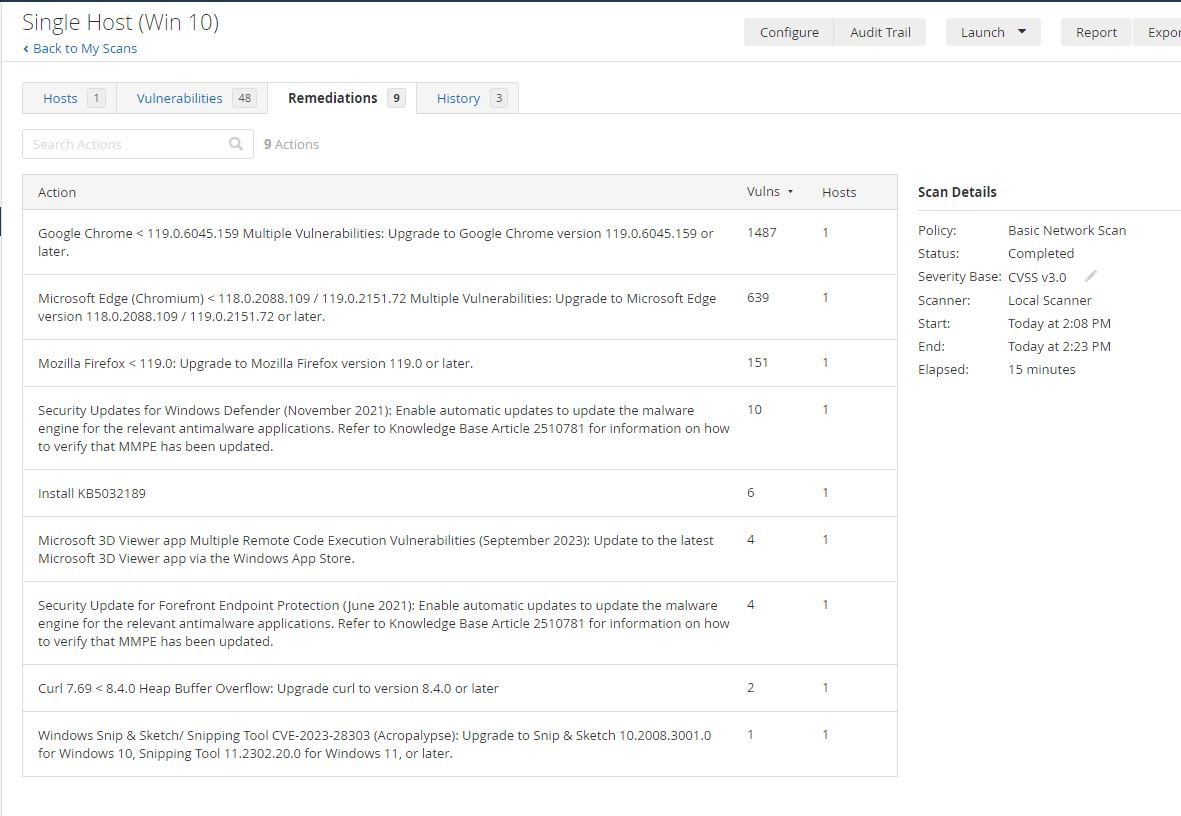 Single Host (Win 10)
‹ Back to My Scans
Configure Audit Trail Launch Report Expor
Hosts 1 Vulnerabilities 48 Remediations 9 History 3
Search Actions 9 Actions
Action Vulns Hosts
Google Chrome < 119.0.6045.159 Multiple Vulnerabilities: Upgrade to Google Chrome version 119.0.6045.159 or 1487 1
later.
Microsoft Edge (Chromium) < 118.0.2088.109 / 119.0.2151.72 Multiple Vulnerabilities: Upgrade to Microsoft Edge 639 1
version 118.0.2088.109 / 119.0.2151.72 or later.
Mozilla Firefox < 119.0: Upgrade to Mozilla Firefox version 119.0 or later. 151 1
Security Updates for Windows Defender (November 2021): Enable automatic updates to update the malware 10 1
engine for the relevant antimalware applications. Refer to Knowledge Base Article 2510781 for information on how
to verify that MMPE has been updated.
Install KB5032189 6 1
Microsoft 3D Viewer app Multiple Remote Code Execution Vulnerabilities (September 2023): Update to the latest 4 1
Microsoft 3D Viewer app via the Windows App Store.
Security Update for Forefront Endpoint Protection (June 2021): Enable automatic updates to update the malware 4 1
engine for the relevant antimalware applications. Refer to Knowledge Base Article 2510781 for information on how
to verify that MMPE has been updated.
Curl 7.69 < 8.4.0 Heap Buffer Overflow: Upgrade curl to version 8.4.0 or later 2 1
Windows Snip & Sketch/ Snipping Tool CVE-2023-28303 (Acropalypse): Upgrade to Snip & Sketch 10.2008.3001.0 1 1
for Windows 10, Snipping Tool 11.2302.20.0 for Windows 11, or later.
Scan Details
Policy: Basic Network Scan
Status: Completed
Severity Base: CVSS v3.0
Scanner: Local Scanner
Start: Today at 2:08 PM
End: Today at 2:23 PM
Elapsed: 15 minutes